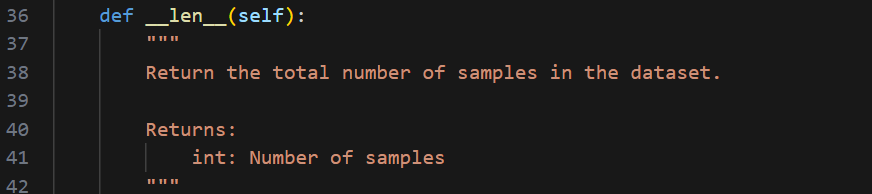 36 def __len__(self):
37 """
38 Return the total number of samples in the dataset.
39
40 Returns:
41 int: Number of samples
42 """